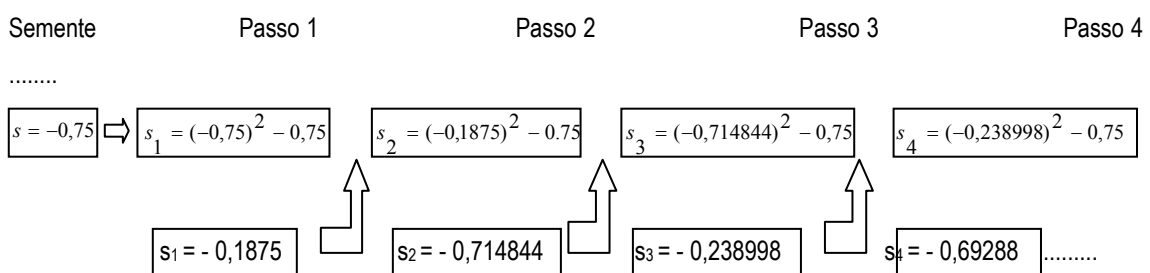 Semente Passo 1 Passo 2 Passo 3 Passo 4
........
s = −0,75 s₁ = (−0,75)² − 0,75 s₂ = (−0,1875)² − 0.75 s₃ = (−0,714844)² − 0,75 s₄ = (−0,238998)² − 0,75
s₁ = - 0,1875 s₂ = - 0,714844 s₃ = - 0,238998 s₄ = - 0,69288 .........